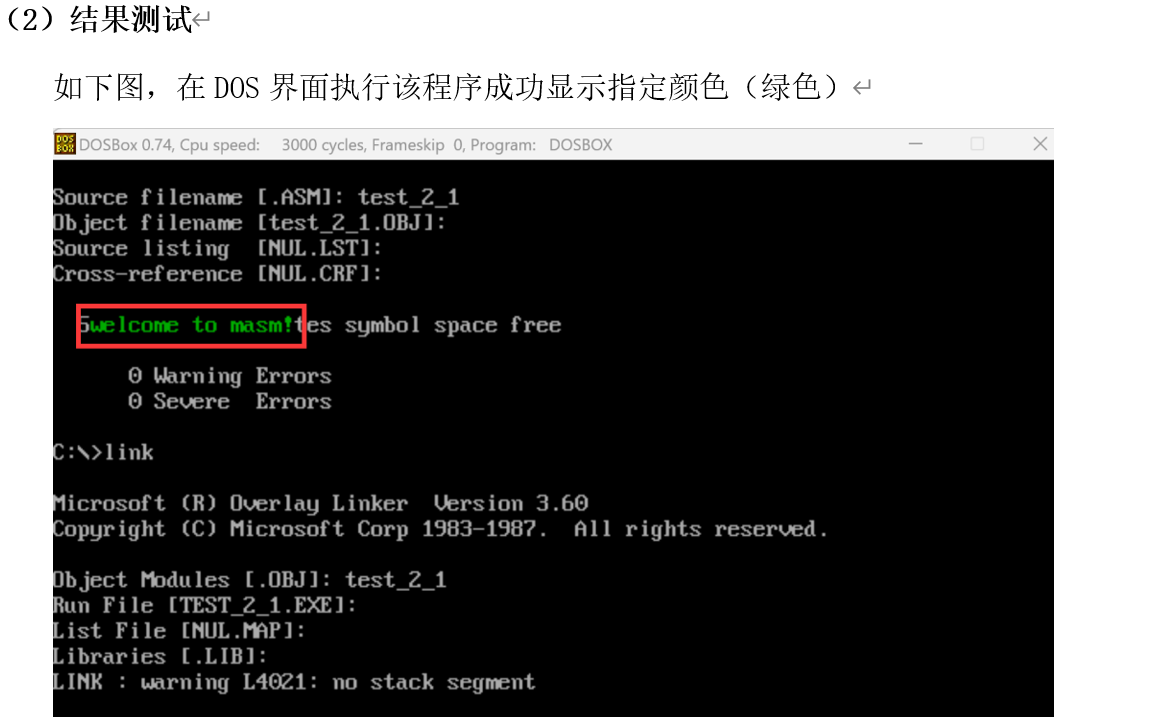 （2）结果测试↵
如下图，在 DOS 界面执行该程序成功显示指定颜色（绿色）↵
DOS BOX DOSBox 0.74, Cpu speed: 3000 cycles, Frameskip 0, Program: DOSBOX
Source filename [.ASM]: test_2_1
Object filename [test_2_1.OBJ]:
Source listing [NUL.LST]:
Cross-reference [NUL.CRF]:
5welcome to masm!tes symbol space free
0 Warning Errors
0 Severe Errors
C:\>link
Microsoft (R) Overlay Linker Version 3.60
Copyright (C) Microsoft Corp 1983-1987. All rights reserved.
Object Modules [.OBJ]: test_2_1
Run File [TEST_2_1.EXE]:
List File [NUL.MAP]:
Libraries [.LIB]:
LINK : warning L4021: no stack segment